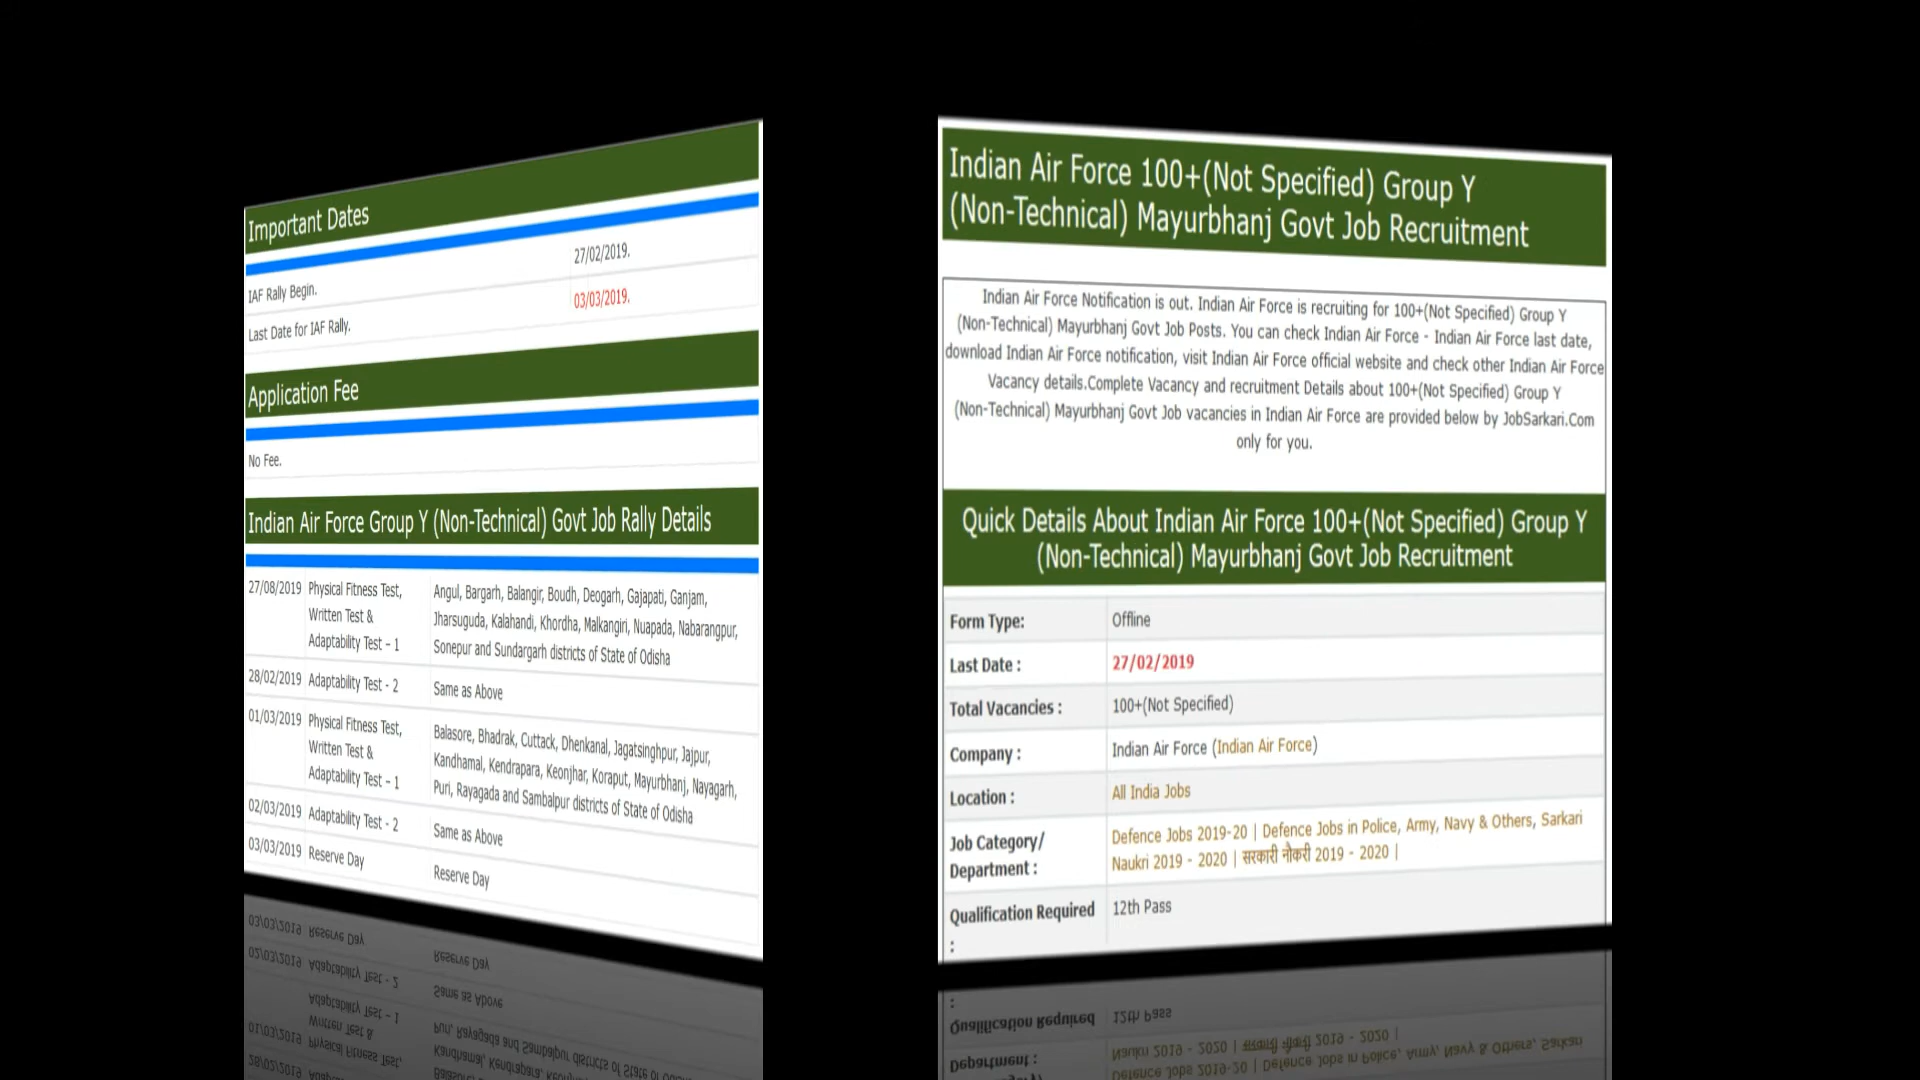 Important Dates
IAF Rally Begin. 27/02/2019.
Last Date for IAF Rally. 03/03/2019.
Application Fee
No Fee.
Indian Air Force Group Y (Non-Technical) Govt Job Rally Details
27/08/2019 Physical Fitness Test, Angul, Bargarh, Balangir, Boudh, Deogarh, Gajapati, Ganjam,
Written Test & Jharsuguda, Kalahandi, Khordha, Malkangiri, Nuapada, Nabarangpur,
Adaptability Test – 1 Sonepur and Sundargarh districts of State of Odisha
28/02/2019 Adaptability Test - 2 Same as Above
01/03/2019 Physical Fitness Test, Balasore, Bhadrak, Cuttack, Dhenkanal, Jagatsinghpur, Jajpur,
Written Test & Kandhamal, Kendrapara, Keonjhar, Koraput, Mayurbhanj, Nayagarh,
Adaptability Test – 1 Puri, Rayagada and Sambalpur districts of State of Odisha
02/03/2019 Adaptability Test - 2 Same as Above
03/03/2019 Reserve Day Reserve Day
Indian Air Force 100+(Not Specified) Group Y
(Non-Technical) Mayurbhanj Govt Job Recruitment
Indian Air Force Notification is out. Indian Air Force is recruiting for 100+(Not Specified) Group Y
(Non-Technical) Mayurbhanj Govt Job Posts. You can check Indian Air Force - Indian Air Force last date,
download Indian Air Force notification, visit Indian Air Force official website and check other Indian Air Force
Vacancy details.Complete Vacancy and recruitment Details about 100+(Not Specified) Group Y
(Non-Technical) Mayurbhanj Govt Job vacancies in Indian Air Force are provided below by JobSarkari.Com
only for you.
Quick Details About Indian Air Force 100+(Not Specified) Group Y
(Non-Technical) Mayurbhanj Govt Job Recruitment
Form Type: Offline
Last Date : 27/02/2019
Total Vacancies : 100+(Not Specified)
Company : Indian Air Force (Indian Air Force)
Location : All India Jobs
Job Category/ Defence Jobs 2019-20 | Defence Jobs in Police, Army, Navy & Others, Sarkari
Department : Naukri 2019 - 2020 | सरकारी नौकरी 2019 - 2020 |
Qualification Required 12th Pass
: